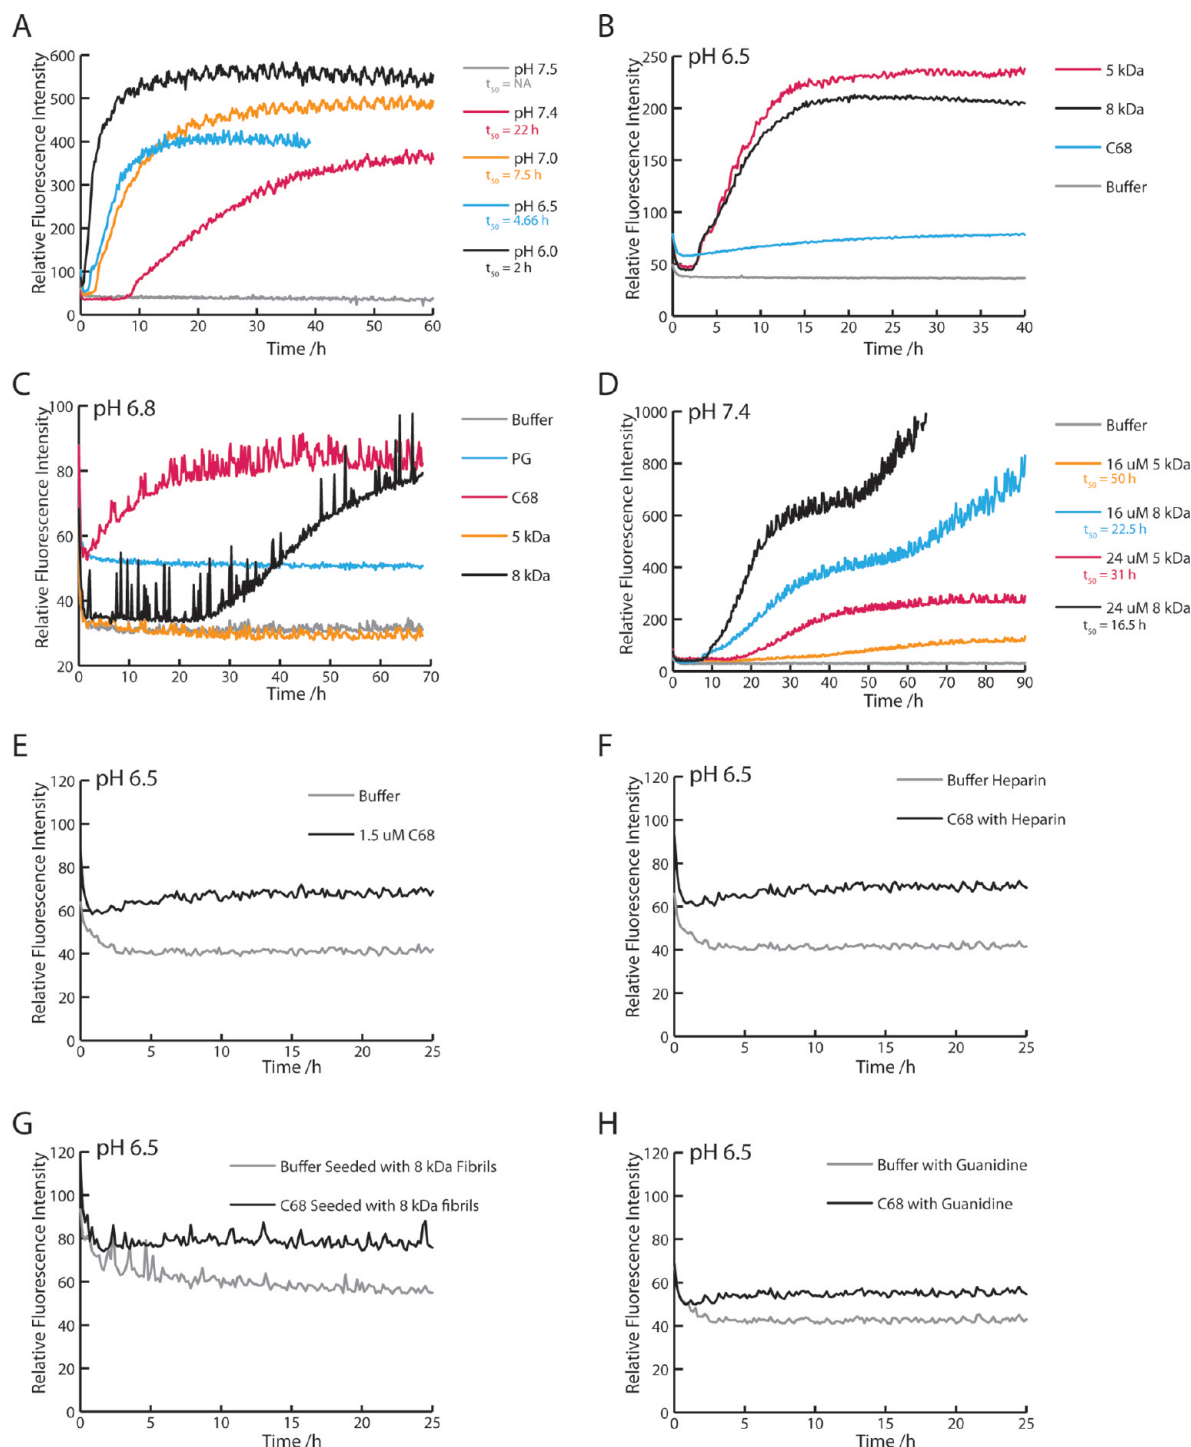 A
Relative Fluorescence Intensity
600
500
400
300
200
100
0
0 10 20 30 40 50 60
Time /h
pH 7.5
t50 = NA
pH 7.4
t50 = 22 h
pH 7.0
t50 = 7.5 h
pH 6.5
t50 = 4.66 h
pH 6.0
t50 = 2 h
B
pH 6.5
Relative Fluorescence Intensity
250
200
150
100
50
0
0 5 10 15 20 25 30 35 40
Time /h
5 kDa
8 kDa
C68
Buffer
C
pH 6.8
Relative Fluorescence Intensity
100
80
60
40
20
0 10 20 30 40 50 60 70
Time /h
Buffer
PG
C68
5 kDa
8 kDa
D
pH 7.4
Relative Fluorescence Intensity
1000
800
600
400
200
0
0 10 20 30 40 50 60 70 80 90
Time /h
Buffer
16 uM 5 kDa
t50 = 50 h
16 uM 8 kDa
t50 = 22.5 h
24 uM 5 kDa
t50 = 31 h
24 uM 8 kDa
t50 = 16.5 h
E
pH 6.5
Relative Fluorescence Intensity
120
100
80
60
40
20
0
0 5 10 15 20 25
Time /h
Buffer
1.5 uM C68
F
pH 6.5
Relative Fluorescence Intensity
120
100
80
60
40
20
0
0 5 10 15 20 25
Time /h
Buffer Heparin
C68 with Heparin
G
pH 6.5
Relative Fluorescence Intensity
120
100
80
60
40
20
0
0 5 10 15 20 25
Time /h
Buffer Seeded with 8 kDa Fibrils
C68 Seeded with 8 kDa fibrils
H
pH 6.5
Relative Fluorescence Intensity
120
100
80
60
40
20
0
0 5 10 15 20 25
Time /h
Buffer with Guanidine
C68 with Guanidine